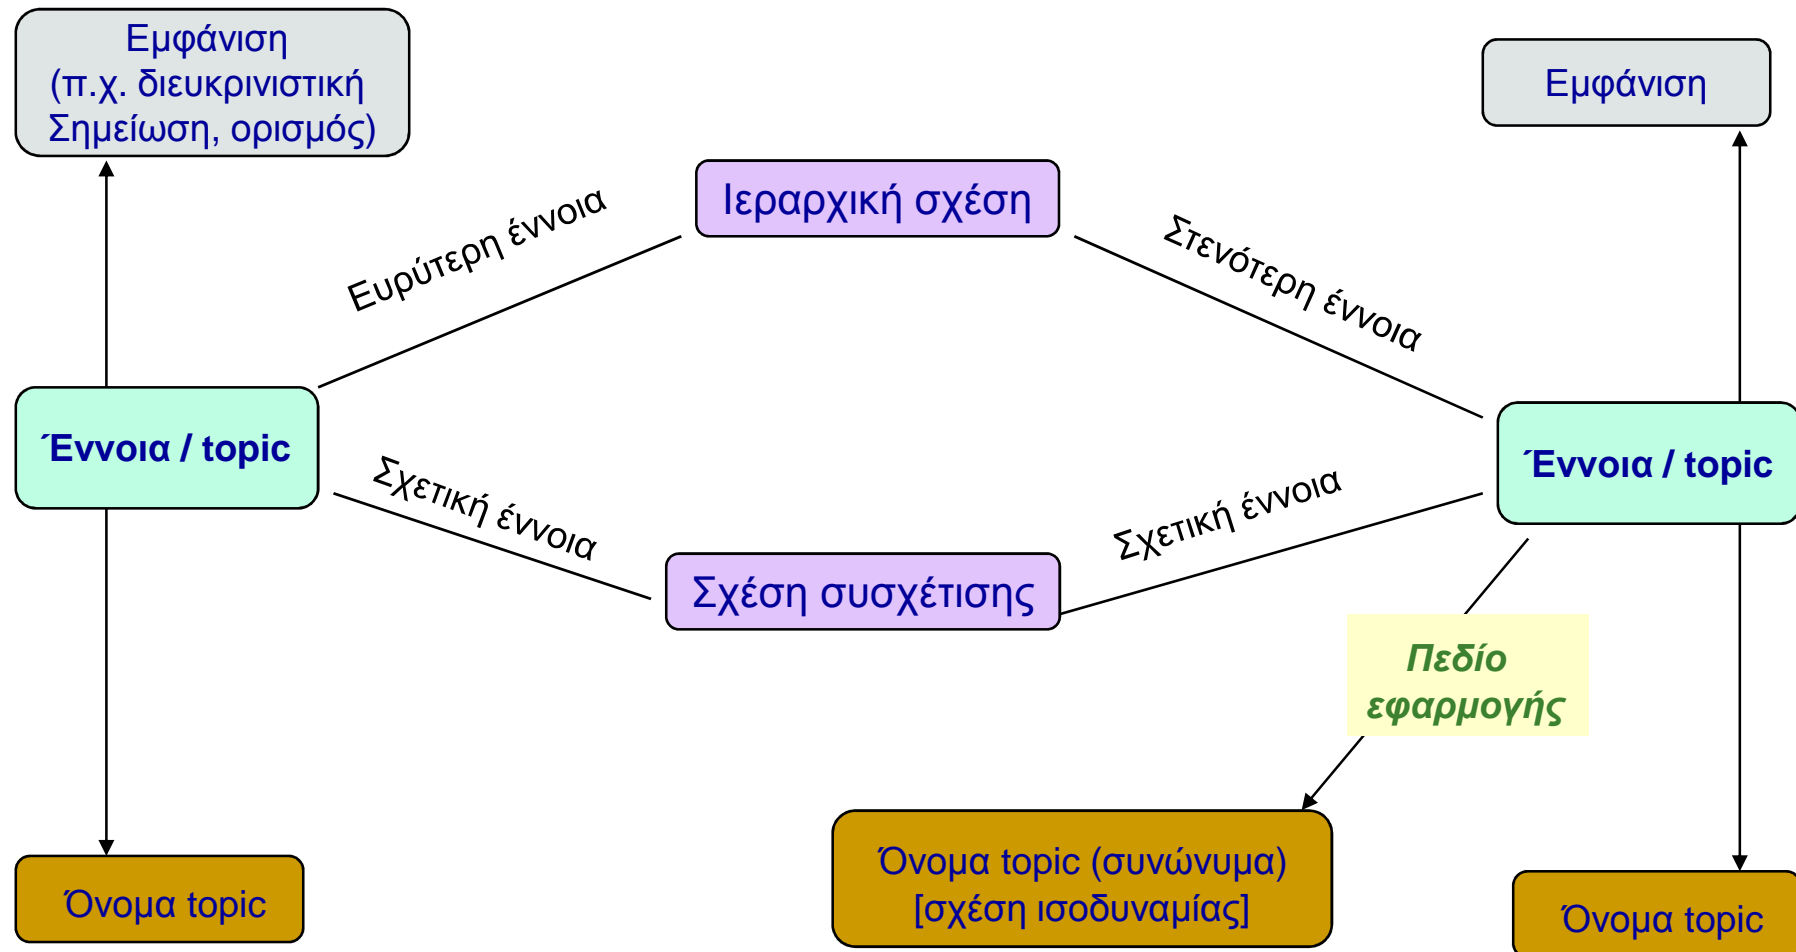 Εμφάνιση
(π.χ. διευκρινιστική
Σημείωση, ορισμός)
Εμφάνιση
Ιεραρχική σχέση
Ευρύτερη έννοια
Στενότερη έννοια
Έννοια / topic
Έννοια / topic
Σχετική έννοια
Σχετική έννοια
Σχέση συσχέτισης
Πεδίο
εφαρμογής
Όνομα topic (συνώνυμα)
[σχέση ισοδυναμίας]
Όνομα topic
Όνομα topic